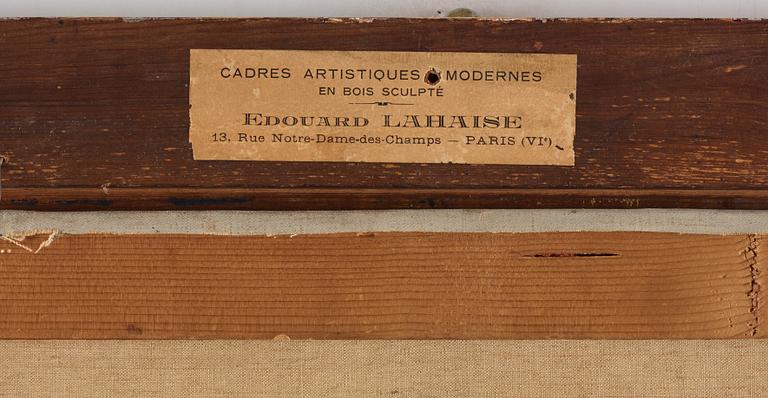 CADRES ARTISTIQUES MODERNES
EN BOIS SCULPTÉ
EDOUARD LAHAISE
13, Rue Notre-Dame-des-Champs — PARIS (VIᵉ)